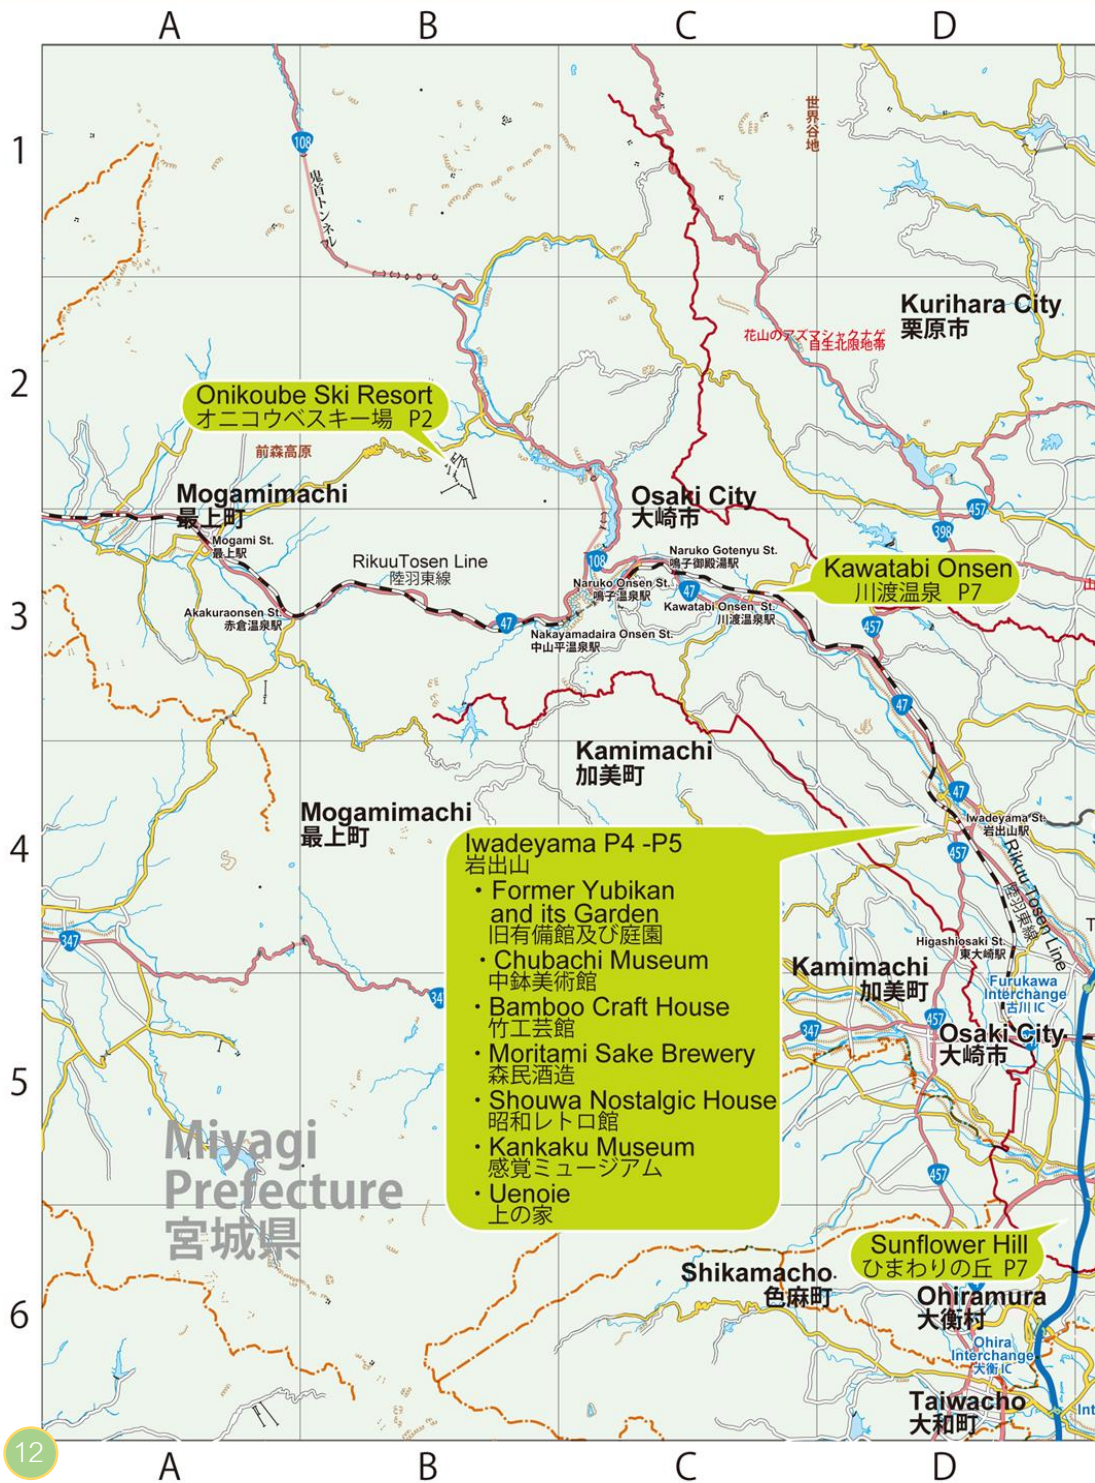 A B C D
1
世界谷地
108
鬼首トンネル
Kurihara City
栗原市
花山のアズマシャクナゲ
自生北限地帯
2
Onikoube Ski Resort
オニコウベスキー場 P2
前森高原
Mogamimachi
最上町
Osaki City
大崎市
457
398
Mogami St.
最上駅
RikuuTosen Line
陸羽東線
108
Naruko Gotenyu St.
鳴子御殿湯駅
Naruko Onsen St.
鳴子温泉駅
Kawatabi Onsen
川渡温泉 P7
山
3
Akakuraonsen St.
赤倉温泉駅
47
47
Kawatabi Onsen St.
川渡温泉駅
457
Nakayamadaira Onsen St.
中山平温泉駅
47
Kamimachi
加美町
47
Mogamimachi
最上町
Iwadeyama St.
岩出山駅
4
457
Iwadeyama P4 -P5
岩出山
・Former Yubikan
and its Garden
旧有備館及び庭園
・Chubachi Museum
中鉢美術館
・Bamboo Craft House
竹工芸館
・Moritami Sake Brewery
森民酒造
・Shouwa Nostalgic House
昭和レトロ館
・Kankaku Museum
感覚ミュージアム
・Uenoie
上の家
Rikuu Tosen Line
陸羽東線
T
347
Higashiosaki St.
東大崎駅
Kamimachi
加美町
Furukawa
Interchange
古川IC
34
347
457
Osaki City
大崎市
5
Miyagi
Prefecture
宮城県
457
Sunflower Hill
ひまわりの丘 P7
Shikamacho
色麻町
6
Ohiramura
大衡村
Ohira
Interchange
大衡IC
Taiwacho
大和町
Int
12
A B C D